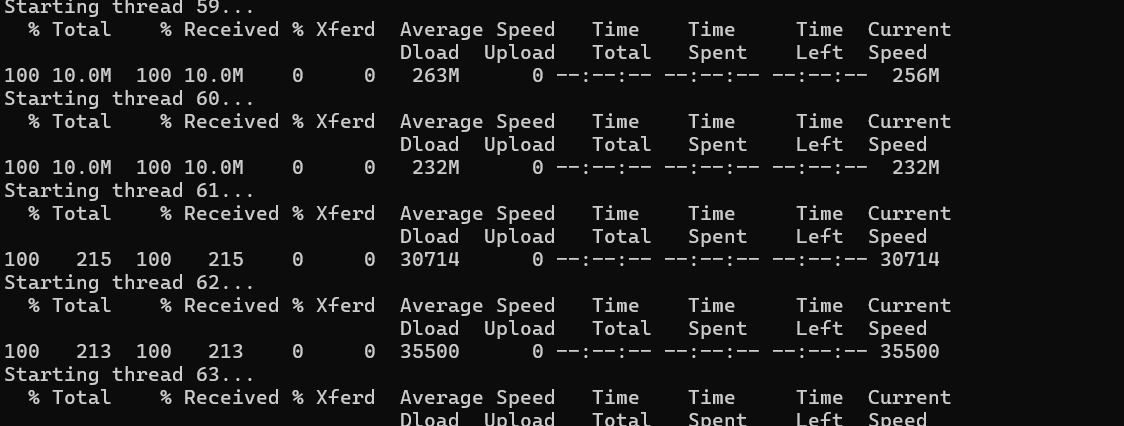 Starting thread 59...
  % Total    % Received % Xferd  Average Speed   Time    Time     Time  Current
                                 Dload  Upload   Total   Spent    Left  Speed
100 10.0M  100 10.0M    0     0   263M      0 --:--:-- --:--:-- --:--:--  256M
Starting thread 60...
  % Total    % Received % Xferd  Average Speed   Time    Time     Time  Current
                                 Dload  Upload   Total   Spent    Left  Speed
100 10.0M  100 10.0M    0     0   232M      0 --:--:-- --:--:-- --:--:--  232M
Starting thread 61...
  % Total    % Received % Xferd  Average Speed   Time    Time     Time  Current
                                 Dload  Upload   Total   Spent    Left  Speed
100   215  100   215    0     0  30714      0 --:--:-- --:--:-- --:--:-- 30714
Starting thread 62...
  % Total    % Received % Xferd  Average Speed   Time    Time     Time  Current
                                 Dload  Upload   Total   Spent    Left  Speed
100   213  100   213    0     0  35500      0 --:--:-- --:--:-- --:--:-- 35500
Starting thread 63...
  % Total    % Received % Xferd  Average Speed   Time    Time     Time  Current
                                 Dload  Upload   Total   Spent    Left  Speed